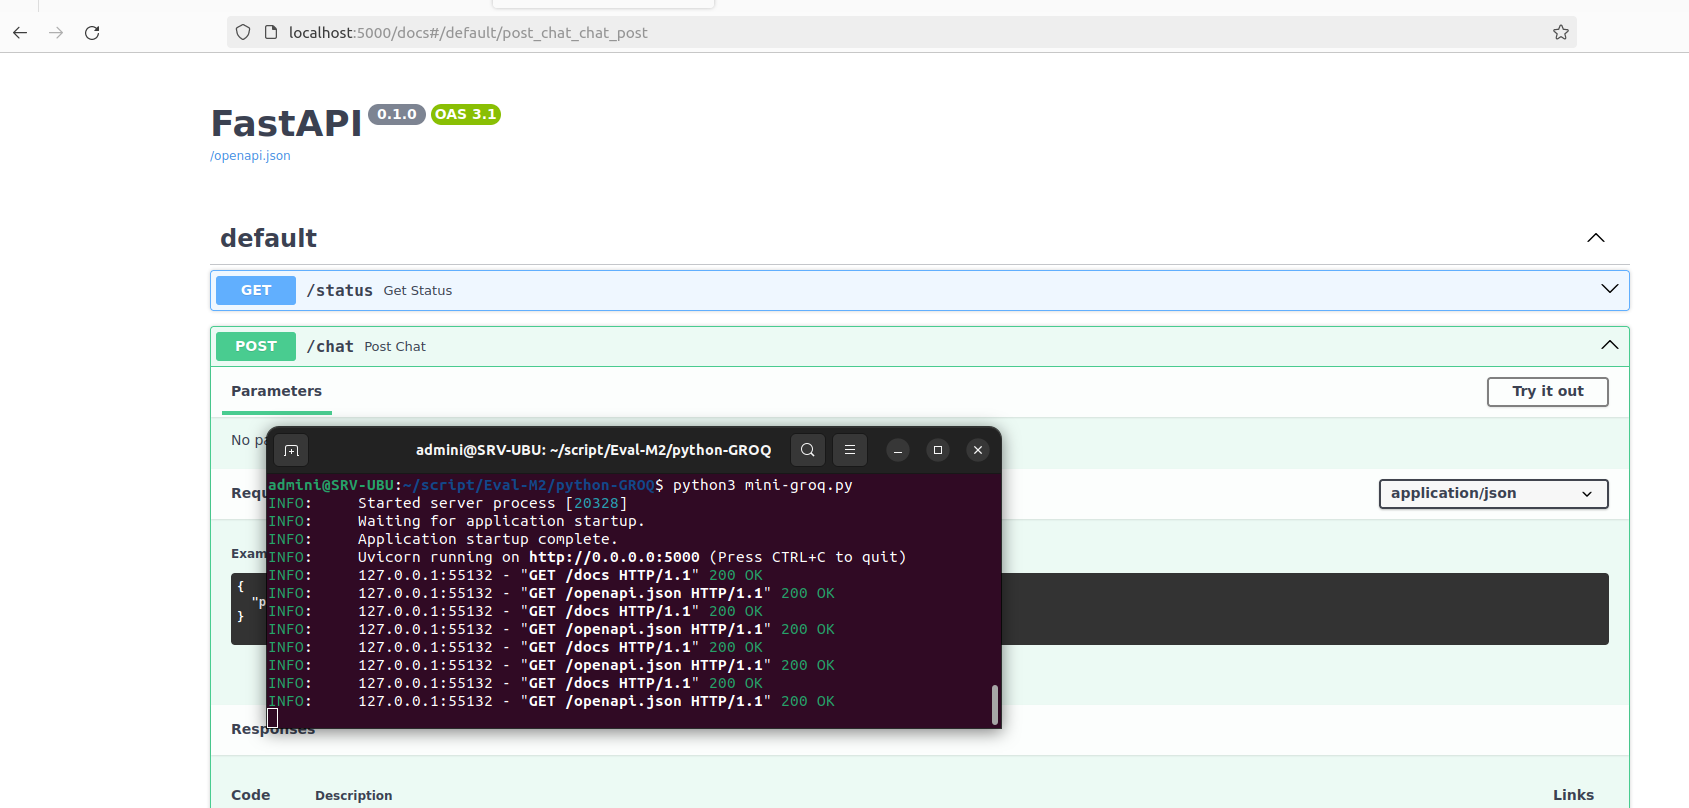 localhost:5000/docs#/default/post_chat_chat_post
FastAPI 0.1.0 OAS 3.1
/openapi.json
default
GET /status Get Status
POST /chat Post Chat
Parameters
Try it out
No
admini@SRV-UBU: ~/script/Eval-M2/python-GROQ
admini@SRV-UBU:~/script/Eval-M2/python-GROQ$ python3 mini-groq.py
INFO: Started server process [20328]
INFO: Waiting for application startup.
INFO: Application startup complete.
INFO: Uvicorn running on http://0.0.0.0:5000 (Press CTRL+C to quit)
INFO: 127.0.0.1:55132 - "GET /docs HTTP/1.1" 200 OK
INFO: 127.0.0.1:55132 - "GET /openapi.json HTTP/1.1" 200 OK
INFO: 127.0.0.1:55132 - "GET /docs HTTP/1.1" 200 OK
INFO: 127.0.0.1:55132 - "GET /openapi.json HTTP/1.1" 200 OK
INFO: 127.0.0.1:55132 - "GET /docs HTTP/1.1" 200 OK
INFO: 127.0.0.1:55132 - "GET /openapi.json HTTP/1.1" 200 OK
INFO: 127.0.0.1:55132 - "GET /docs HTTP/1.1" 200 OK
INFO: 127.0.0.1:55132 - "GET /openapi.json HTTP/1.1" 200 OK
application/json
{
}
Responses
Code Description Links